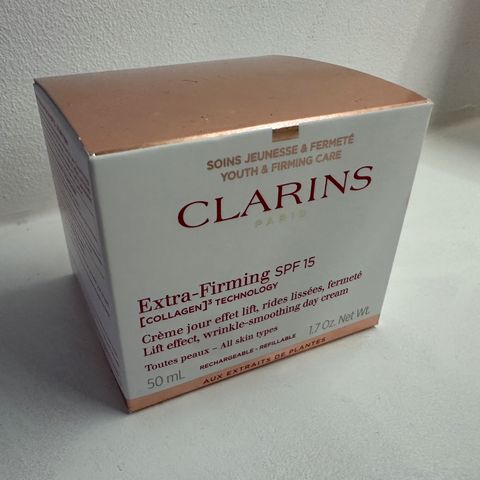 SOINS JEUNESSE & FERMETÉ
YOUTH & FIRMING CARE
CLARINS
PARIS
Extra-Firming SPF 15
[COLLAGEN]³ TECHNOLOGY
Crème jour effet lift, rides lissées, fermeté
Lift effect, wrinkle-smoothing day cream
Toutes peaux – All skin types
RECHARGEABLE - REFILLABLE
50 mL
1.7 Oz. Net Wt.
AUX EXTRAITS DE PLANTES